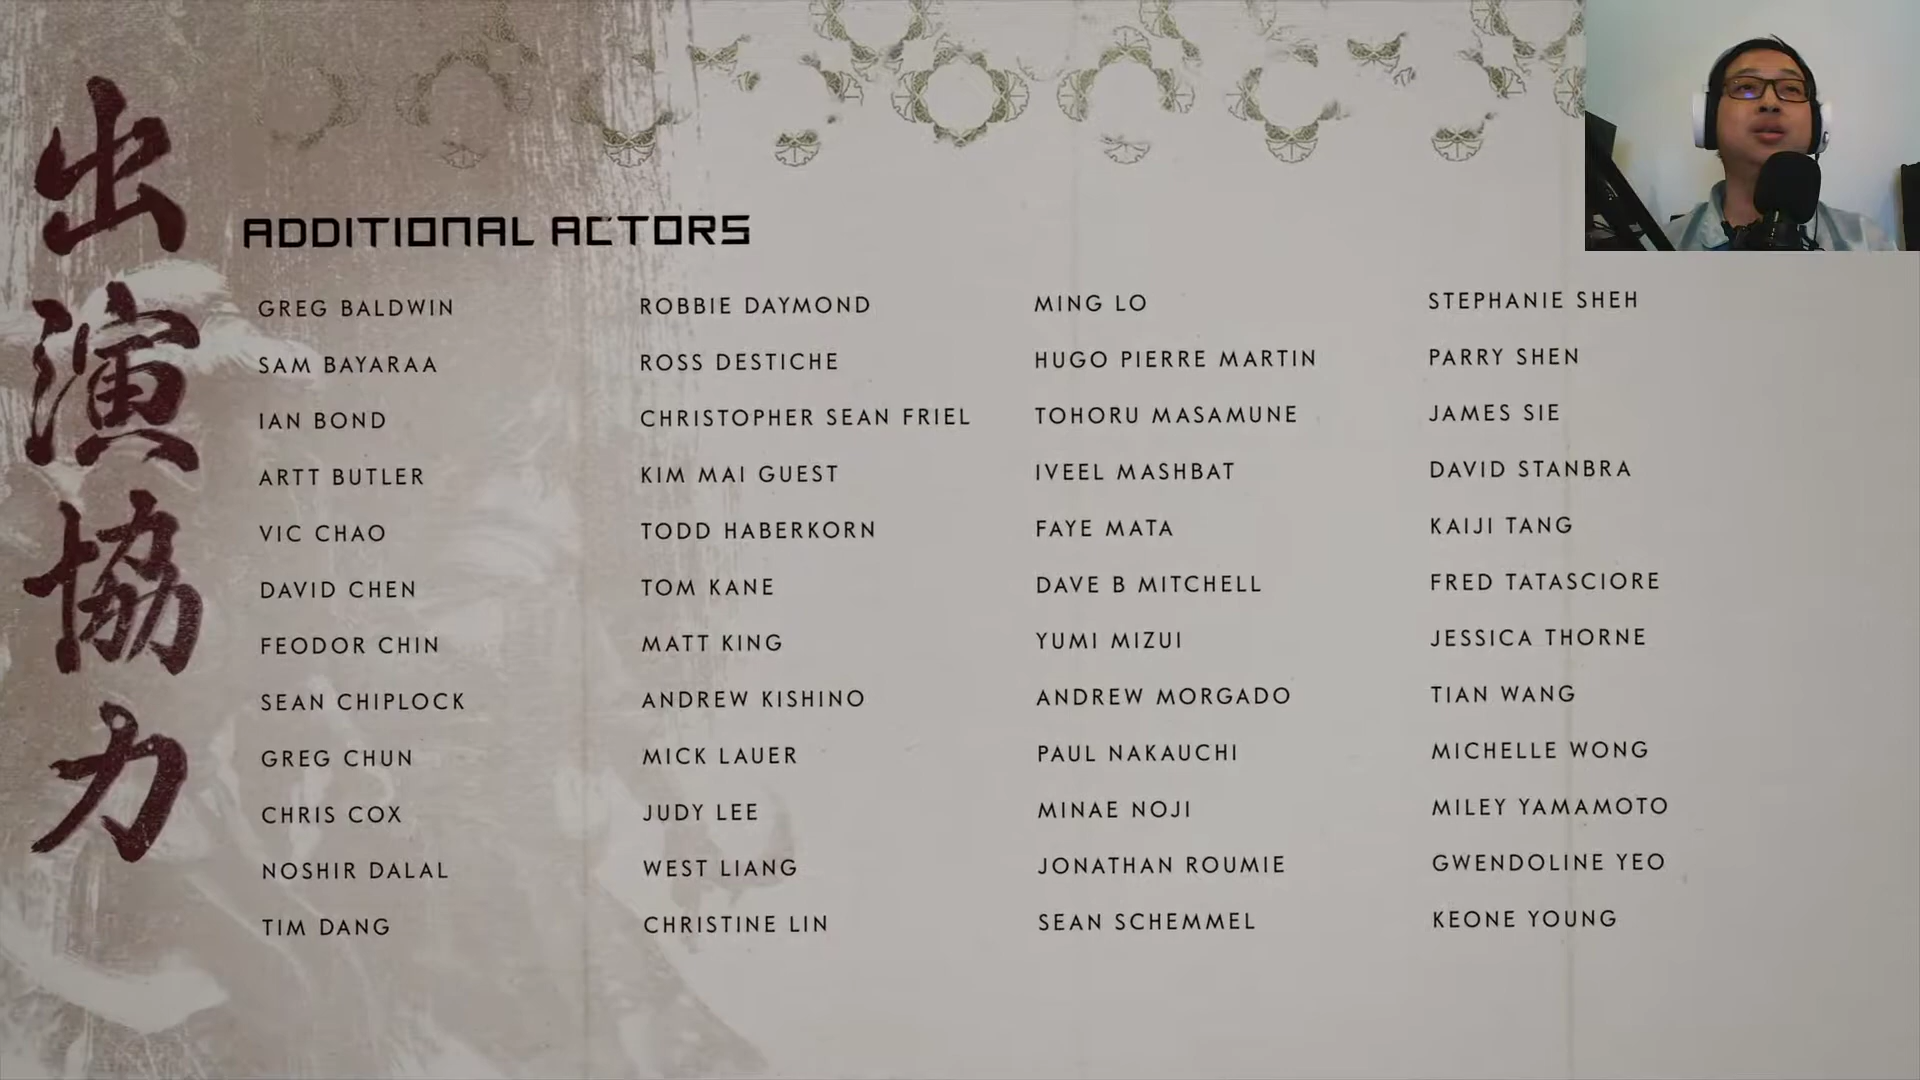 出演協力
ADDITIONAL ACTORS
GREG BALDWIN
SAM BAYARAA
IAN BOND
ARTT BUTLER
VIC CHAO
DAVID CHEN
FEODOR CHIN
SEAN CHIPLOCK
GREG CHUN
CHRIS COX
NOSHIR DALAL
TIM DANG
ROBBIE DAYMOND
ROSS DESTICHE
CHRISTOPHER SEAN FRIEL
KIM MAI GUEST
TODD HABERKORN
TOM KANE
MATT KING
ANDREW KISHINO
MICK LAUER
JUDY LEE
WEST LIANG
CHRISTINE LIN
MING LO
HUGO PIERRE MARTIN
TOHORU MASAMUNE
IVEEL MASHBAT
FAYE MATA
DAVE B MITCHELL
YUMI MIZUI
ANDREW MORGADO
PAUL NAKAUCHI
MINAE NOJI
JONATHAN ROUMIE
SEAN SCHEMMEL
STEPHANIE SHEH
PARRY SHEN
JAMES SIE
DAVID STANBRA
KAIJI TANG
FRED TATASCIORE
JESSICA THORNE
TIAN WANG
MICHELLE WONG
MILEY YAMAMOTO
GWENDOLINE YEO
KEONE YOUNG